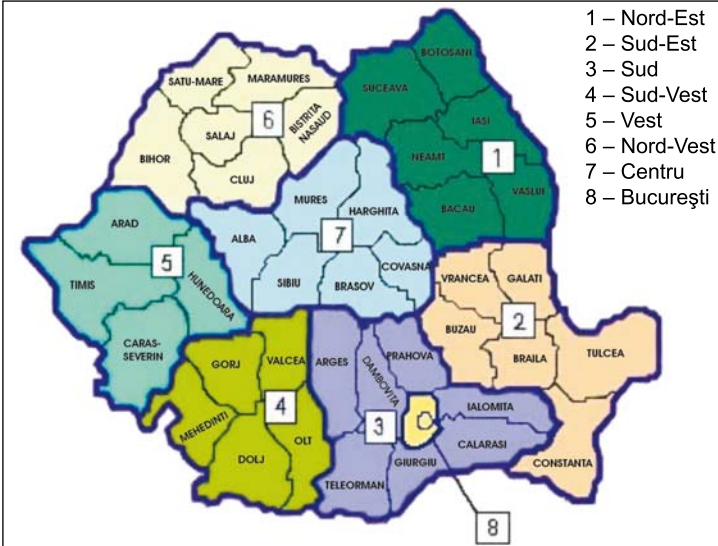 1 – Nord-Est
2 – Sud-Est
3 – Sud
4 – Sud-Vest
5 – Vest
6 – Nord-Vest
7 – Centru
8 – Bucureşti
SATU-MARE
MARAMURES
SALAJ
6
BISTRITA
NASAUD
BIHOR
CLUJ
BOTOSANI
SUCEAVA
IASI
NEAMT
1
BACAU
VASLUI
MURES
HARGHITA
ALBA
7
SIBIU
BRASOV
COVASNA
ARAD
5
TIMIS
HUNEDOARA
CARAS-
SEVERIN
VRANCEA
GALATI
BUZAU
2
BRAILA
TULCEA
CONSTANTA
GORJ
VALCEA
MEHEDINTI
4
OLT
DOLJ
ARGES
DAMBOVITA
PRAHOVA
3
IALOMITA
CALARASI
GIURGIU
TELEORMAN
8